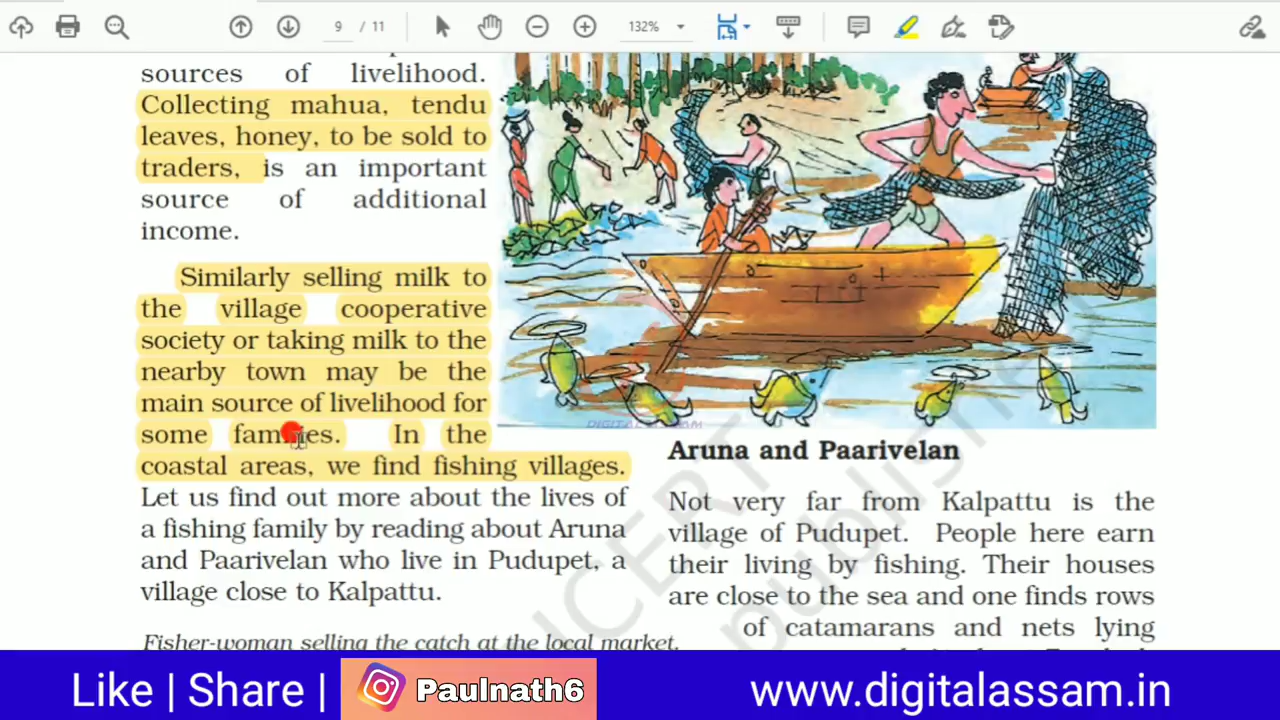 9 / 11
132%
sources of livelihood.
Collecting mahua, tendu
leaves, honey, to be sold to
traders, is an important
source of additional
income.
Similarly selling milk to
the village cooperative
society or taking milk to the
nearby town may be the
main source of livelihood for
some families. In the
coastal areas, we find fishing villages.
Let us find out more about the lives of
a fishing family by reading about Aruna
and Paarivelan who live in Pudupet, a
village close to Kalpattu.
Fisher-woman selling the catch at the local market.
DIGITAL ASSAM
Aruna and Paarivelan
Not very far from Kalpattu is the
village of Pudupet. People here earn
their living by fishing. Their houses
are close to the sea and one finds rows
of catamarans and nets lying
Like | Share |
Paulnath6
www.digitalassam.in